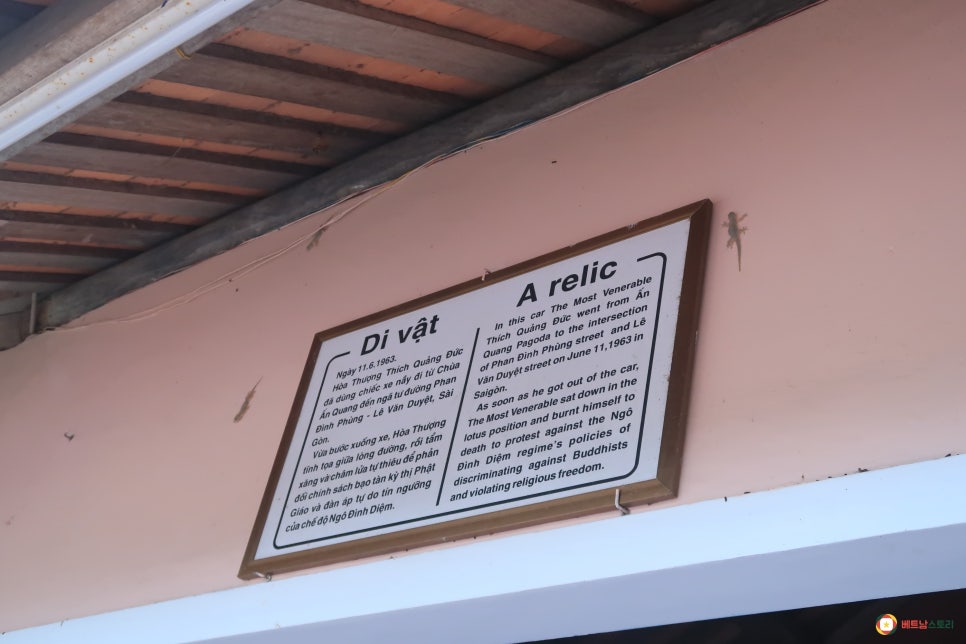 Di vật
Ngày 11.6.1963.
Hòa Thượng Thích Quảng Đức
đã dùng chiếc xe nầy đi từ Chùa
Ấn Quang đến ngã tư đường Phan
Đình Phùng - Lê Văn Duyệt, Sài
Gòn.
Vừa bước xuống xe, Hòa Thượng
tĩnh tọa giữa lòng đường, rồi tẩm
xăng và châm lửa tự thiêu để phản
đối chính sách bạo tàn kỳ thị Phật
Giáo và đàn áp tự do tín ngưỡng
của chế độ Ngô Đình Diệm.
A relic
In this car The Most Venerable
Thích Quảng Đức went from Ấn
Quang Pagoda to the intersection
of Phan Đình Phùng street and Lê
Văn Duyệt street on June 11,1963 in
Saigòn.
As soon as he got out of the car,
The Most Venerable sat down in the
lotus position and burnt himself to
death to protest against the Ngô
Đình Diệm regime's policies of
discriminating against Buddhists
and violating religious freedom.
베트남스토리